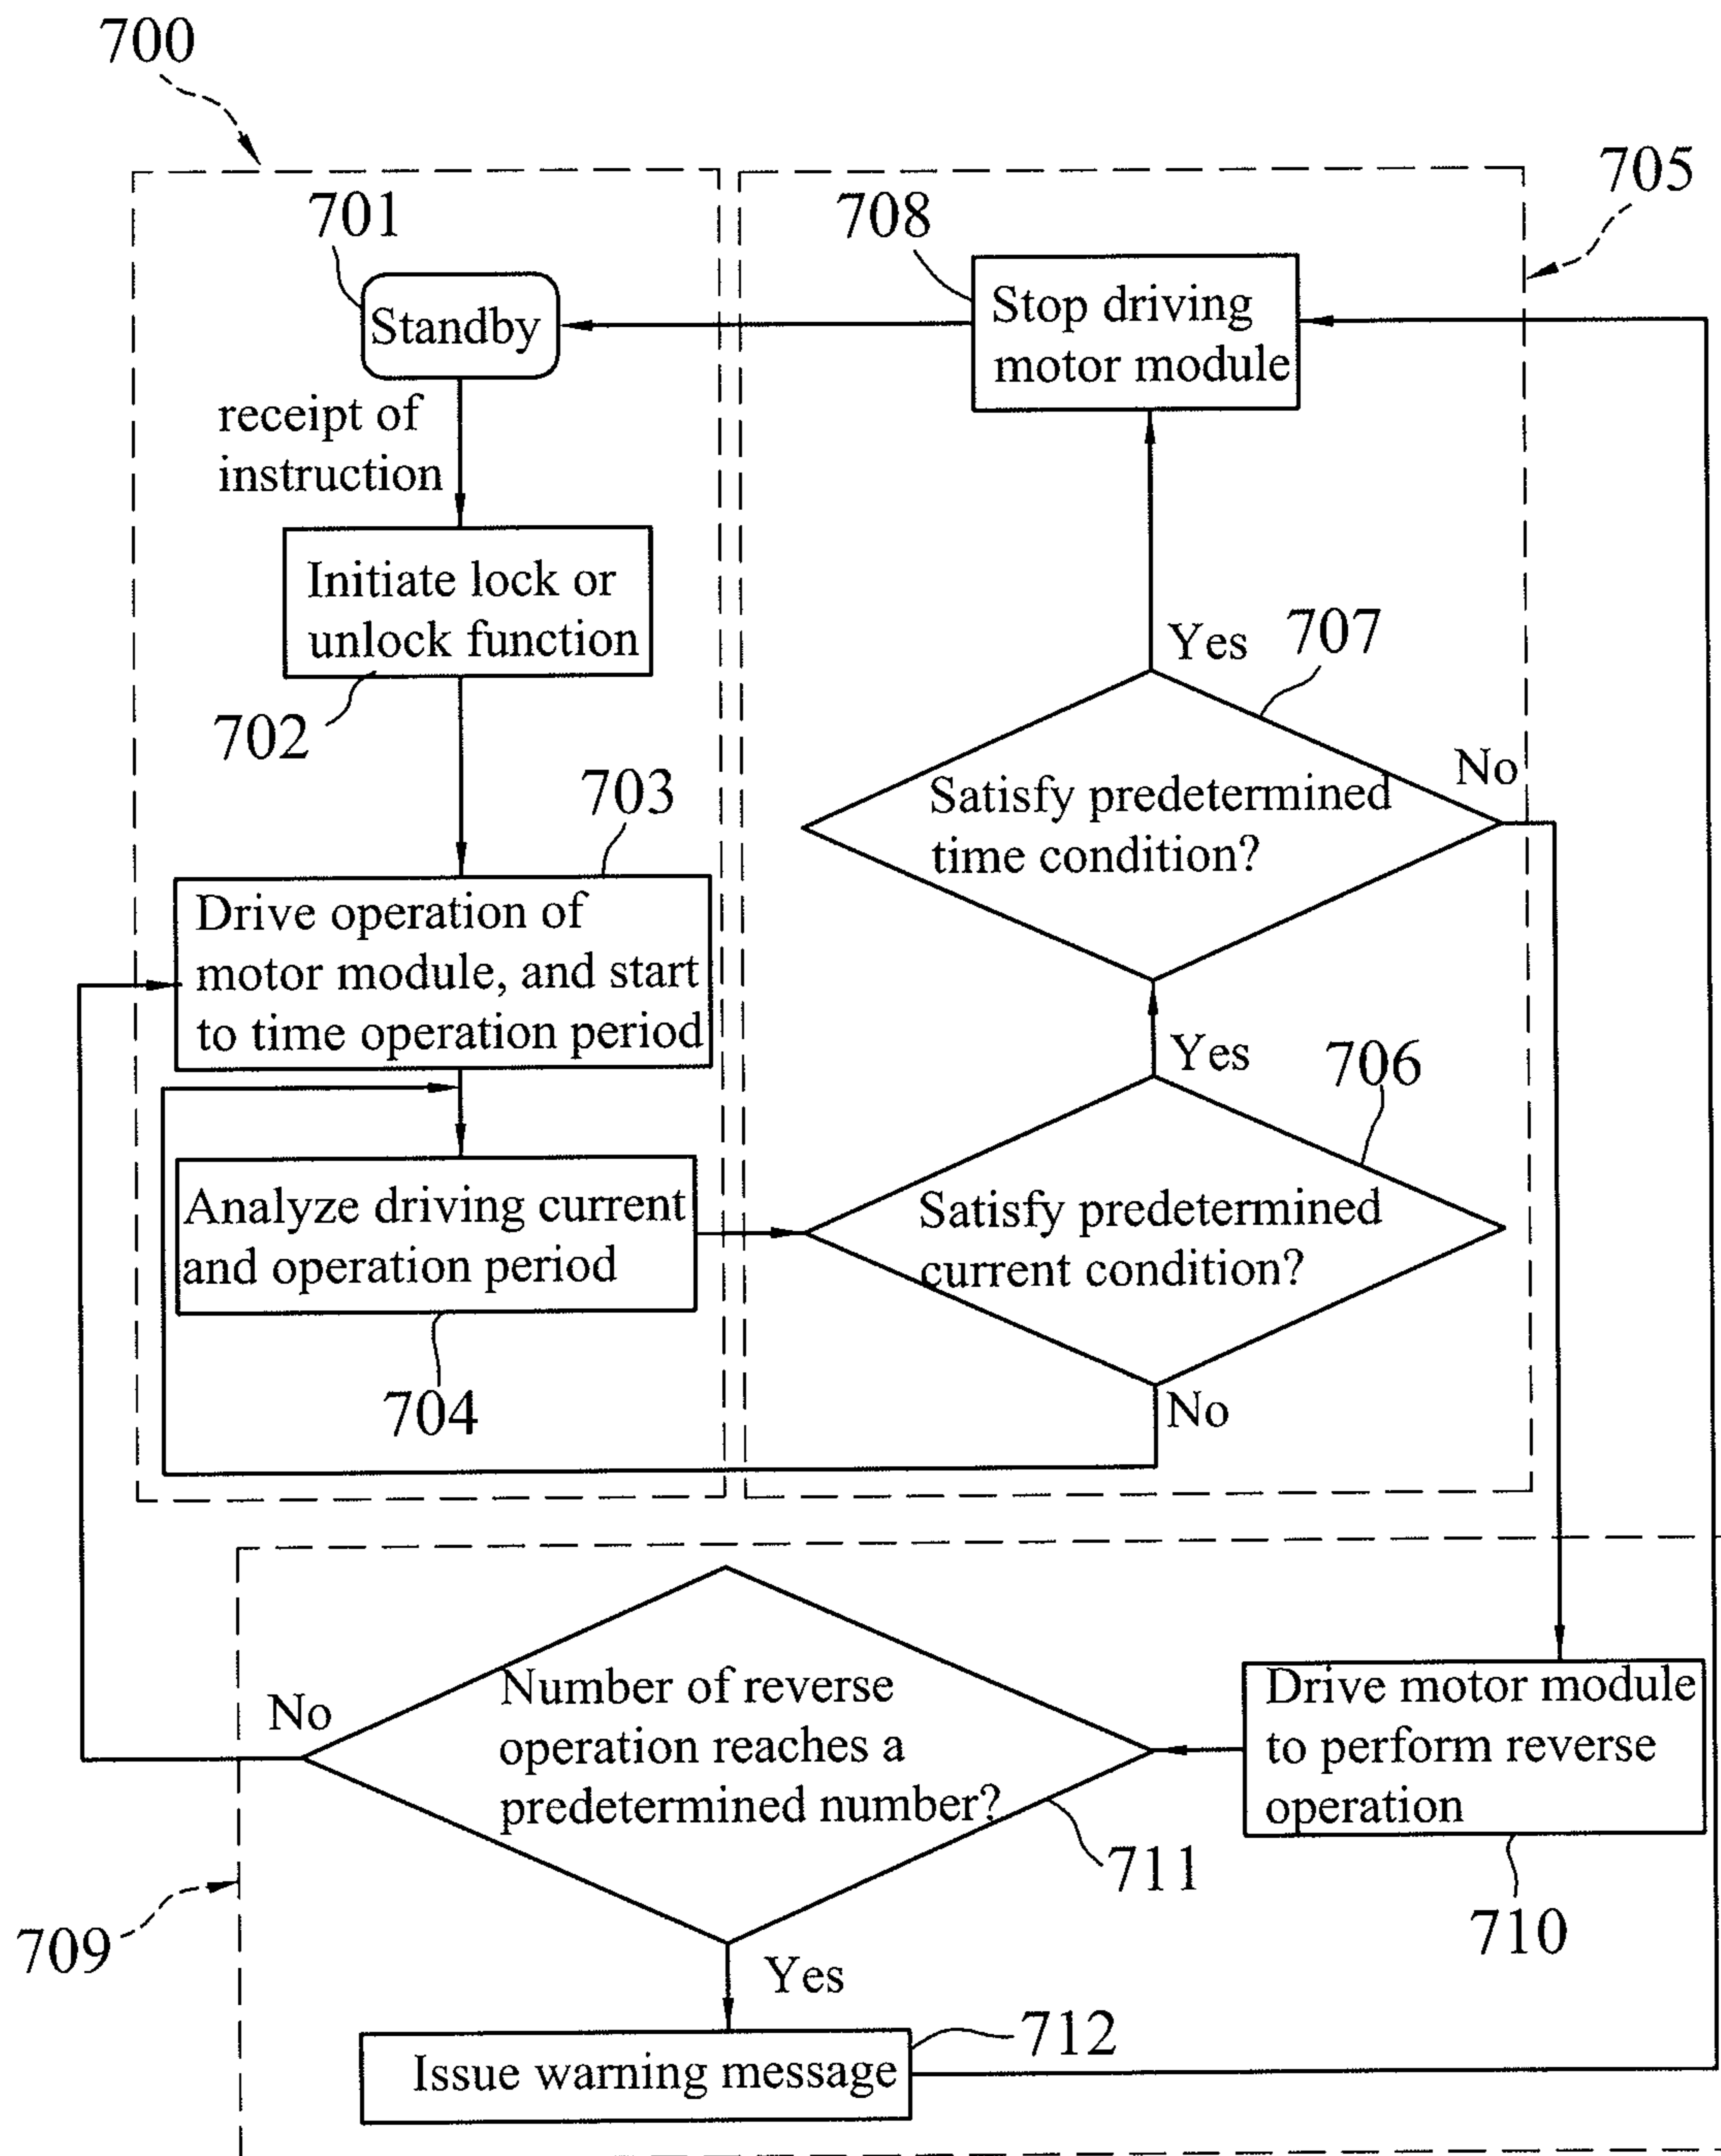 700
705
701
708
Standby
Stop driving
motor module
receipt of
instruction
Initiate lock or
unlock function
702
Yes
707
703
Satisfy predetermined
time condition?
No
Drive operation of
motor module, and start
to time operation period
Yes
706
Analyze driving current
and operation period
Satisfy predetermined
current condition?
704
No
Number of reverse
operation reaches a
predetermined number?
No
Drive motor module
to perform reverse
operation
711
710
709
Yes
712
Issue warning message